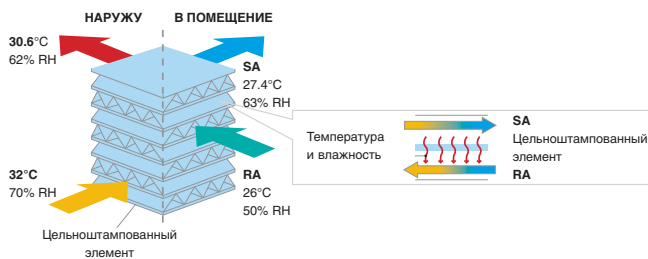 НАРУЖУ В ПОМЕЩЕНИЕ
30.6°C
62% RH
SA
27.4°C
63% RH
32°C
70% RH
RA
26°C
50% RH
Цельноштампованный
элемент
Температура
и влажность
SA
Цельноштампованный
элемент
RA